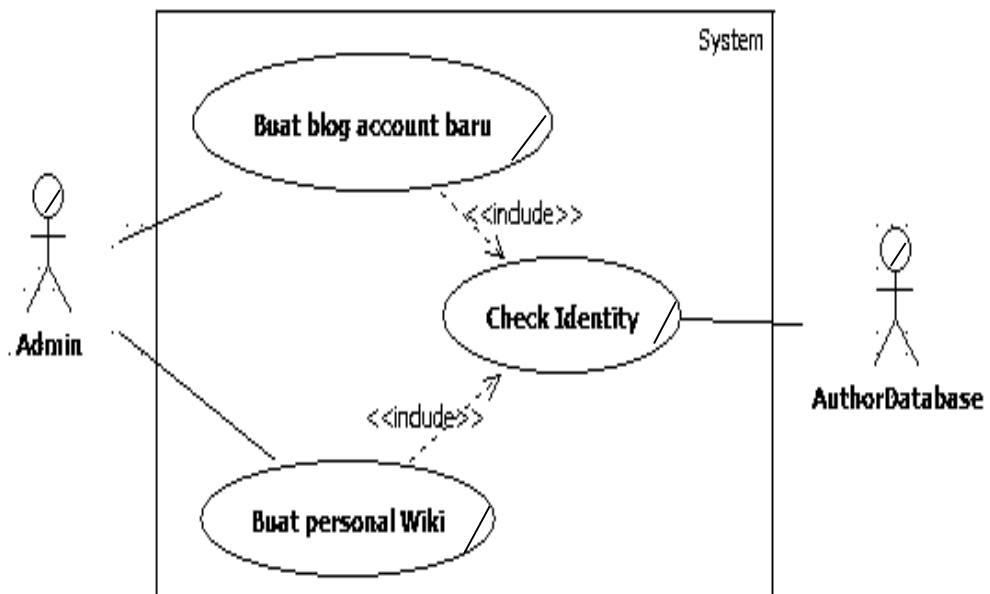 System
Buat blog account baru
<<include>>
Check Identity
Admin
AuthorDatabase
<<include>>
Buat personal Wiki